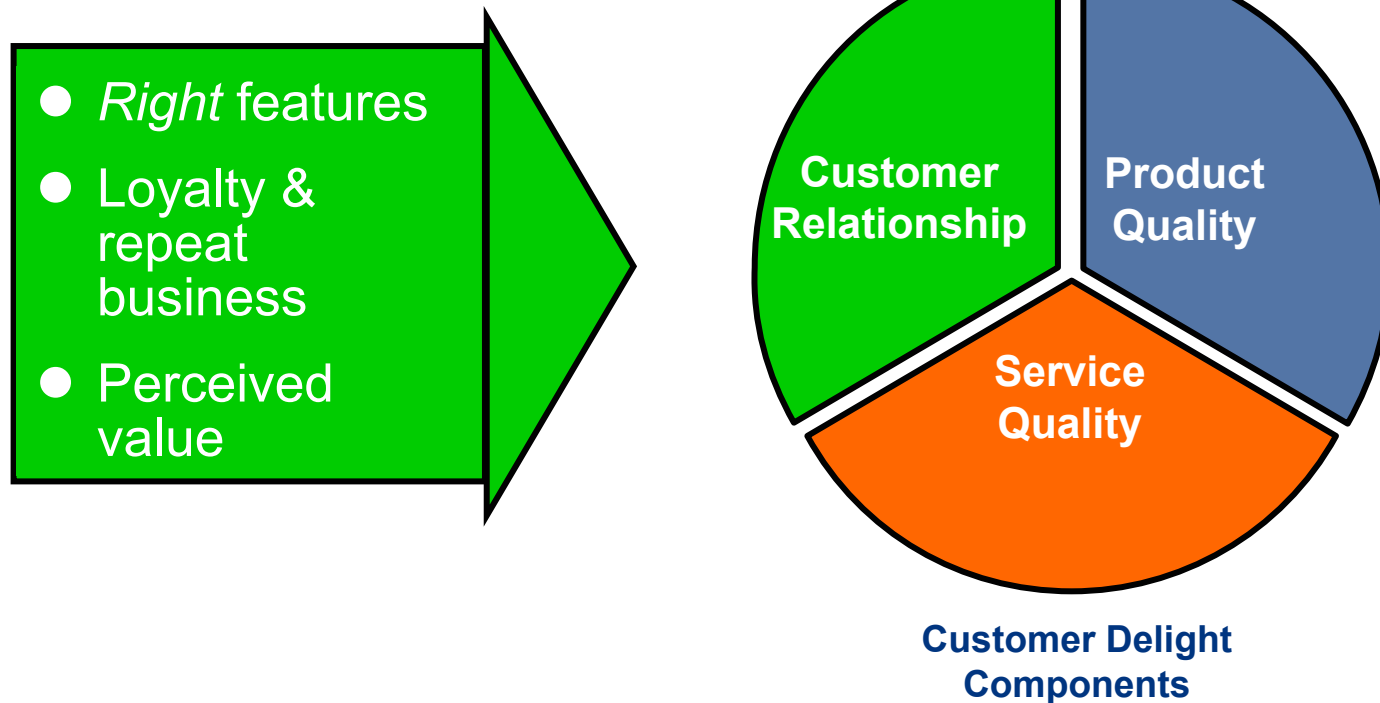 Right features
Loyalty &
repeat
business
Perceived
value
Customer
Relationship
Product
Quality
Service
Quality
Customer Delight
Components